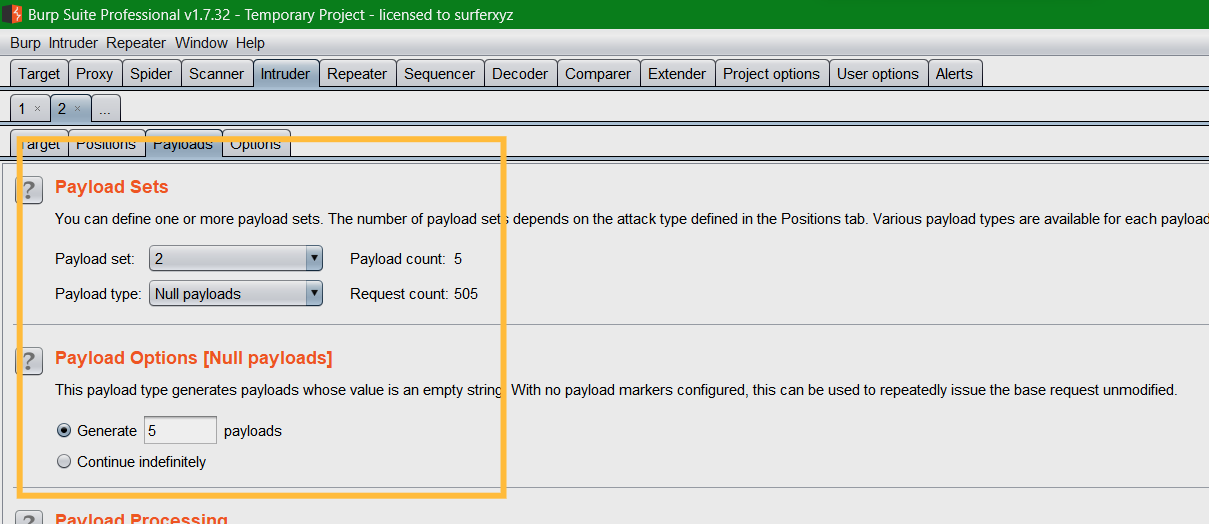 Burp Suite Professional v1.7.32 - Temporary Project - licensed to surferxyz
Burp Intruder Repeater Window Help
Target Proxy Spider Scanner Intruder Repeater Sequencer Decoder Comparer Extender Project options User options Alerts
1 × 2 × ...
Target Positions Payloads Options
? Payload Sets
You can define one or more payload sets. The number of payload sets depends on the attack type defined in the Positions tab. Various payload types are available for each payload
Payload set: 2 Payload count: 5
Payload type: Null payloads Request count: 505
? Payload Options [Null payloads]
This payload type generates payloads whose value is an empty string. With no payload markers configured, this can be used to repeatedly issue the base request unmodified.
Generate 5 payloads
Continue indefinitely
? Payload Processing